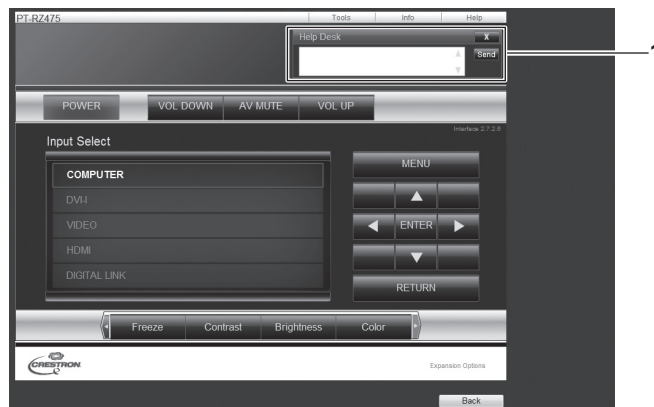 PT-RZ475 Tools Info Help
Help Desk X
Send
1
POWER VOL DOWN AV MUTE VOL UP
Interface 2.7.2.8
Input Select
COMPUTER
DVI-I
VIDEO
HDMI
DIGITAL LINK
MENU
ENTER
RETURN
Freeze Contrast Brightness Color
CRESTRON
Expansion Options
Back